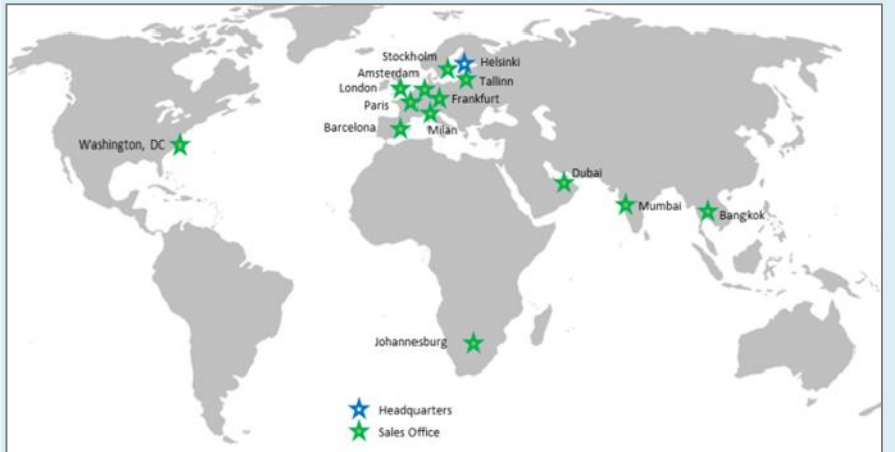 Stockholm
Helsinki
Amsterdam
Tallinn
London
Frankfurt
Paris
Barcelona
Milan
Washington, DC
Dubai
Mumbai
Bangkok
Johannesburg
Headquarters
Sales Office